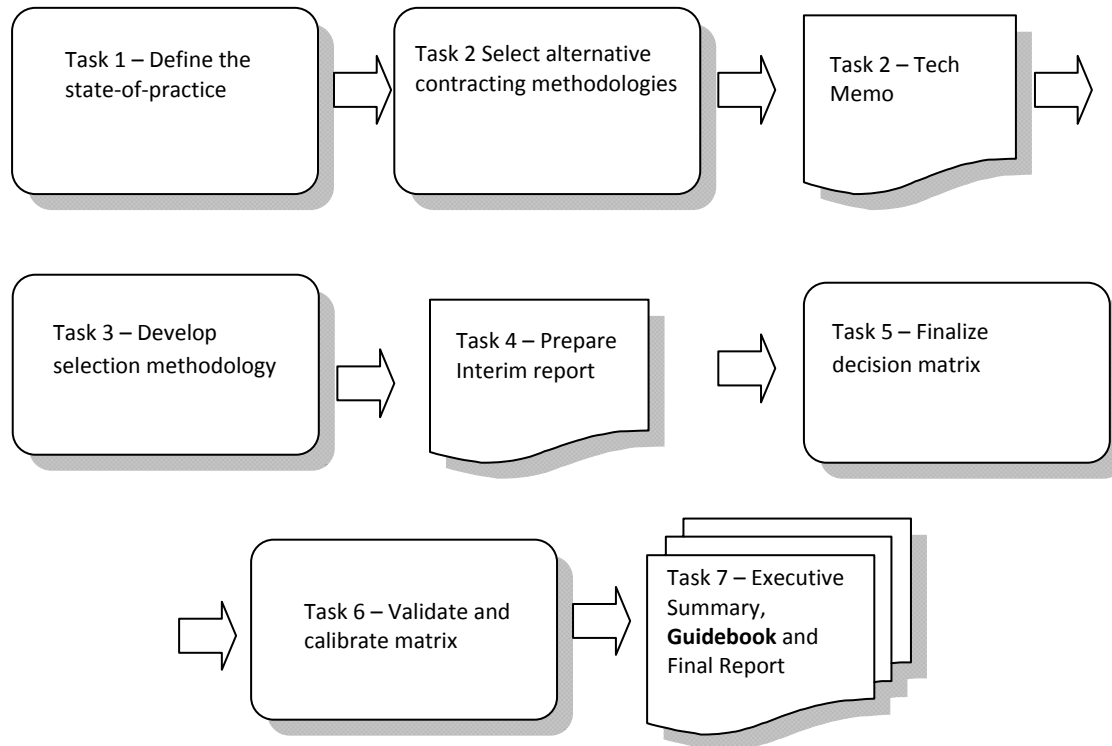 Task 1 – Define the
state-of-practice
Task 2 Select alternative
contracting methodologies
Task 2 – Tech
Memo
Task 3 – Develop
selection methodology
Task 4 – Prepare
Interim report
Task 5 – Finalize
decision matrix
Task 6 – Validate and
calibrate matrix
Task 7 – Executive
Summary,
Guidebook and
Final Report